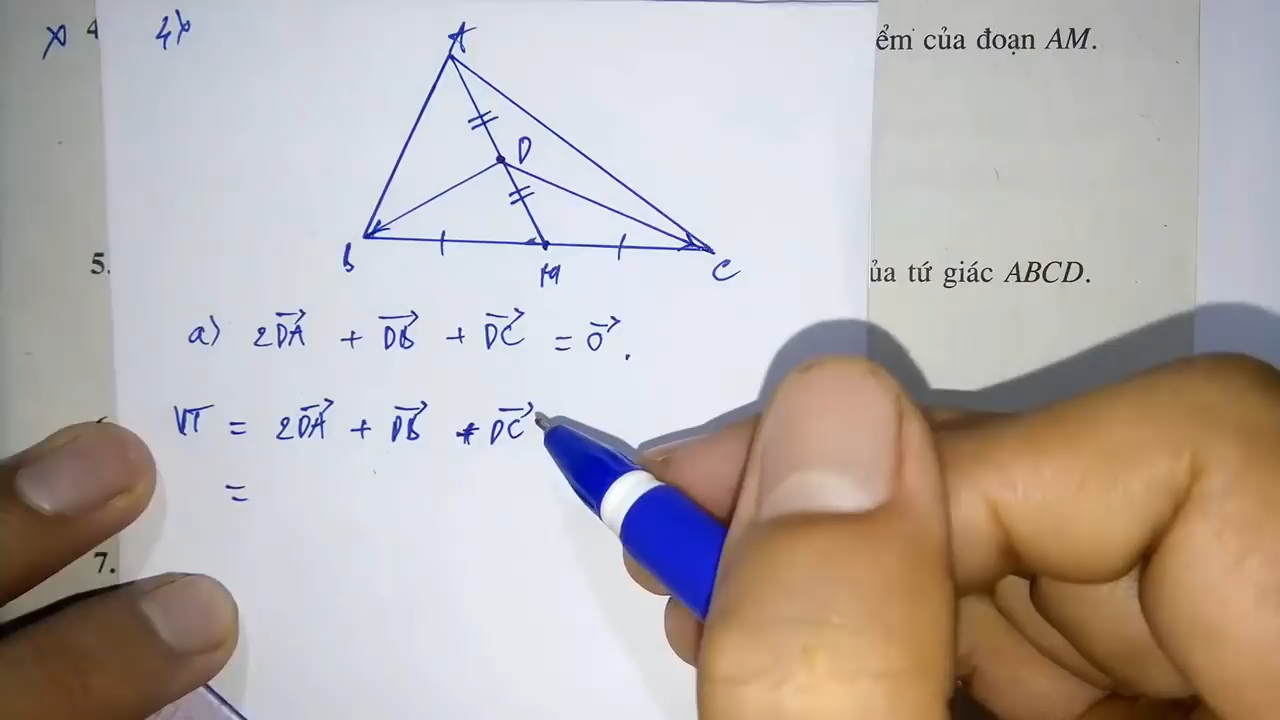 4
4)
ểm của đoạn AM.
A
D
B
M
C
5.
ủa tứ giác ABCD.
a) 2DA→ + DB→ + DC→ = 0→.
VT = 2DA→ + DB→ + DC→
=
7.